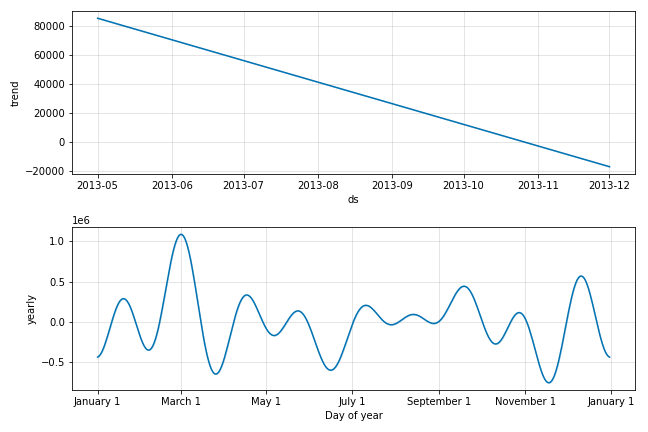 80000
60000
40000
20000
0
−20000
trend
2013-05 2013-06 2013-07 2013-08 2013-09 2013-10 2013-11 2013-12
ds
1e6
1.0
0.5
0.0
−0.5
yearly
January 1 March 1 May 1 July 1 September 1 November 1 January 1
Day of year